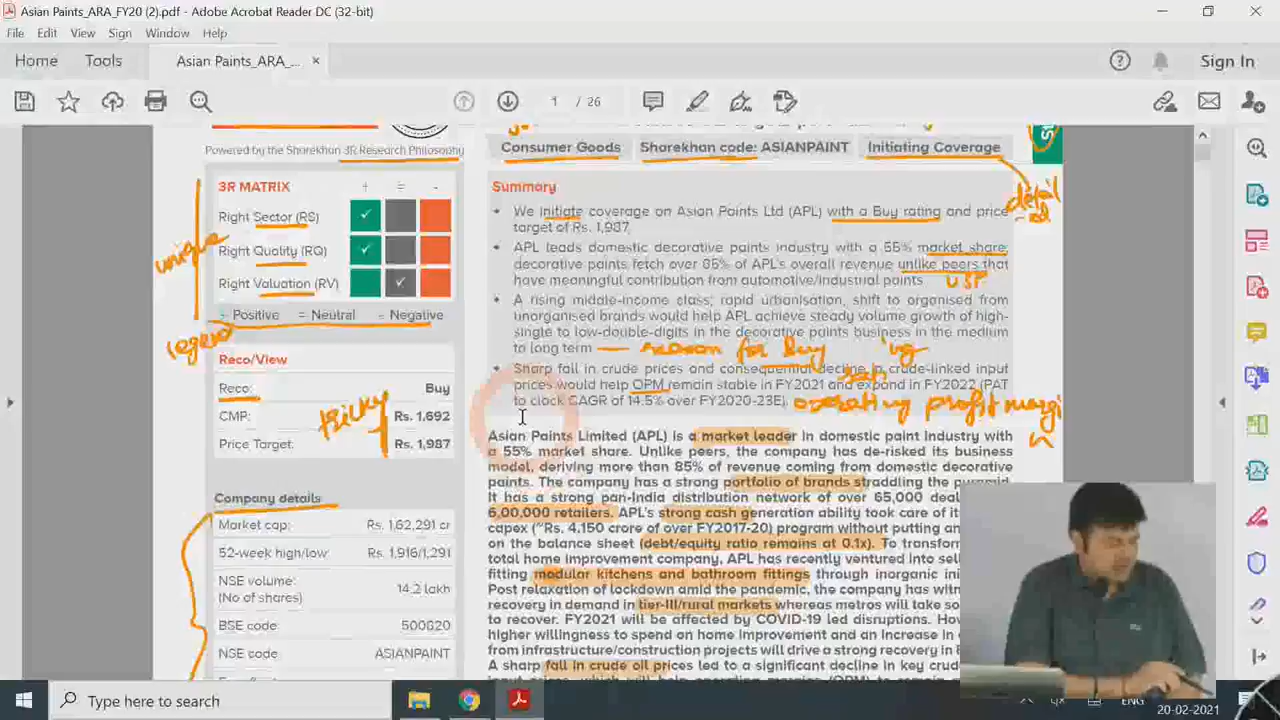 Asian Paints_ARA_FY20 (2).pdf - Adobe Acrobat Reader DC (32-bit)
File Edit View Sign Window Help
Home Tools Asian Paints_ARA_... × Sign In
1 / 26
Powered by the Sharekhan 3R Research Philosophy
3R MATRIX + = -
Right Sector (RS) ✓
Right Quality (RQ) ✓
Right Valuation (RV) ✓
+ Positive = Neutral - Negative
unique
legend
Reco/View
Reco: Buy
CMP: Rs. 1,692
Price Target: Rs. 1,987
tricky
Company details
Market cap: Rs. 1,62,291 cr
52-week high/low: Rs. 1,916/1,291
NSE volume: 14.2 lakh
(No of shares)
BSE code 500820
NSE code ASIANPAINT
Consumer Goods Sharekhan code: ASIANPAINT Initiating Coverage
detail
ed
Summary
• We initiate coverage on Asian Paints Ltd (APL) with a Buy rating and price
target of Rs. 1,987.
• APL leads domestic decorative paints industry with a 55% market share;
decorative paints fetch over 85% of APL's overall revenue unlike peers that
have meaningful contribution from automotive/industrial points
USP
• A rising middle-income class; rapid urbanisation, shift to organised from
unorganised brands would help APL achieve steady volume growth of high-
single to low-double-digits in the decorative paints business in the medium
to long term — reason for Buy
• Sharp fall in crude prices and consequential decline in crude-linked input
prices would help OPM remain stable in FY2021 and expand in FY2022 (PAT
to clock CAGR of 14.5% over FY2020-23E).
operating profit margi
n
Asian Paints Limited (APL) is a market leader in domestic paint industry with
a 55% market share. Unlike peers, the company has de-risked its business
model, deriving more than 85% of revenue coming from domestic decorative
paints. The company has a strong portfolio of brands straddling the pyramid.
It has a strong pan-India distribution network of over 65,000
6,00,000 retailers. APL's strong cash generation ability took care of
capex (~Rs. 4,150 crore of over FY2017-20) program without putting
on the balance sheet (debt/equity ratio remains at 0.1x). To
total home improvement company, APL has recently ventured into
fitting modular kitchens and bathroom fittings through inorganic
Post relaxation of lockdown amid the pandemic, the company has
recovery in demand in tier-III/rural markets whereas metros will take
to recover. FY2021 will be affected by COVID-19 led disruptions.
higher willingness to spend on home improvement and an increase in
from infrastructure/construction projects will drive a strong recovery in
A sharp fall in crude oil prices led to a significant decline in key
Type here to search
ENG
20-02-2021